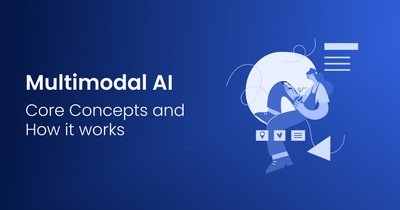 Multimodal AI
Core Concepts and
How it works